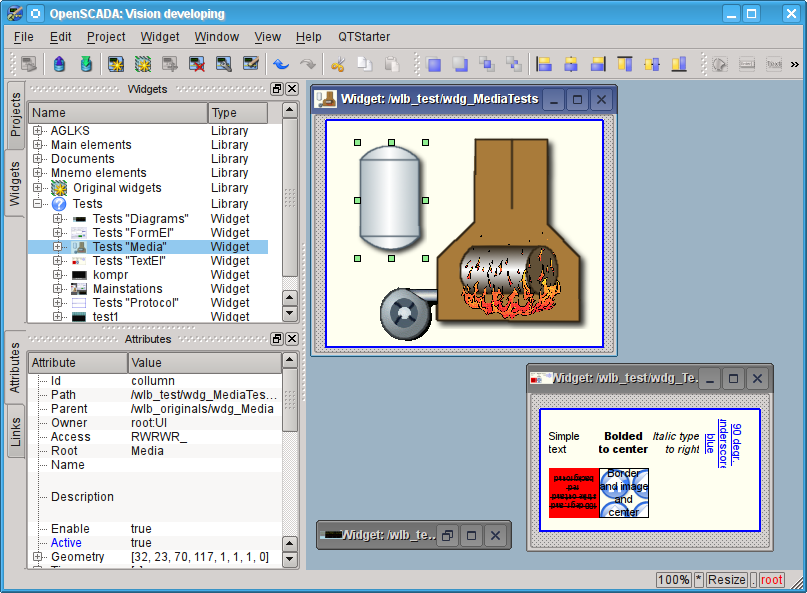 OpenSCADA: Vision developing
File Edit Project Widget Window View Help QTStarter
Projects
Widgets
Widgets
Name Type
AGLKS Library
Main elements Library
Documents Library
Mnemo elements Library
Original widgets Library
Tests Library
Tests "Diagrams" Widget
Tests "FormEl" Widget
Tests "Media" Widget
Tests "TextEl" Widget
kompr Widget
Mainstations Widget
Tests "Protocol" Widget
test1 Widget
Attributes
Links
Attributes
Attribute Value
Id collumn
Path /wlb_test/wdg_MediaTes...
Parent /wlb_originals/wdg_Media
Owner root:UI
Access RWRWR_
Root Media
Name
Description
Enable true
Active true
Geometry [32, 23, 70, 117, 1, 1, 1, 0]
Widget: /wlb_test/wdg_MediaTests
Widget: /wlb_test/wdg_Te...
Simple
text
Bolded
to center
Italic type
to right
90 degr.
underscore
blue
Border
and image
and
center
Widget: /wlb_te...
100% * Resize . root